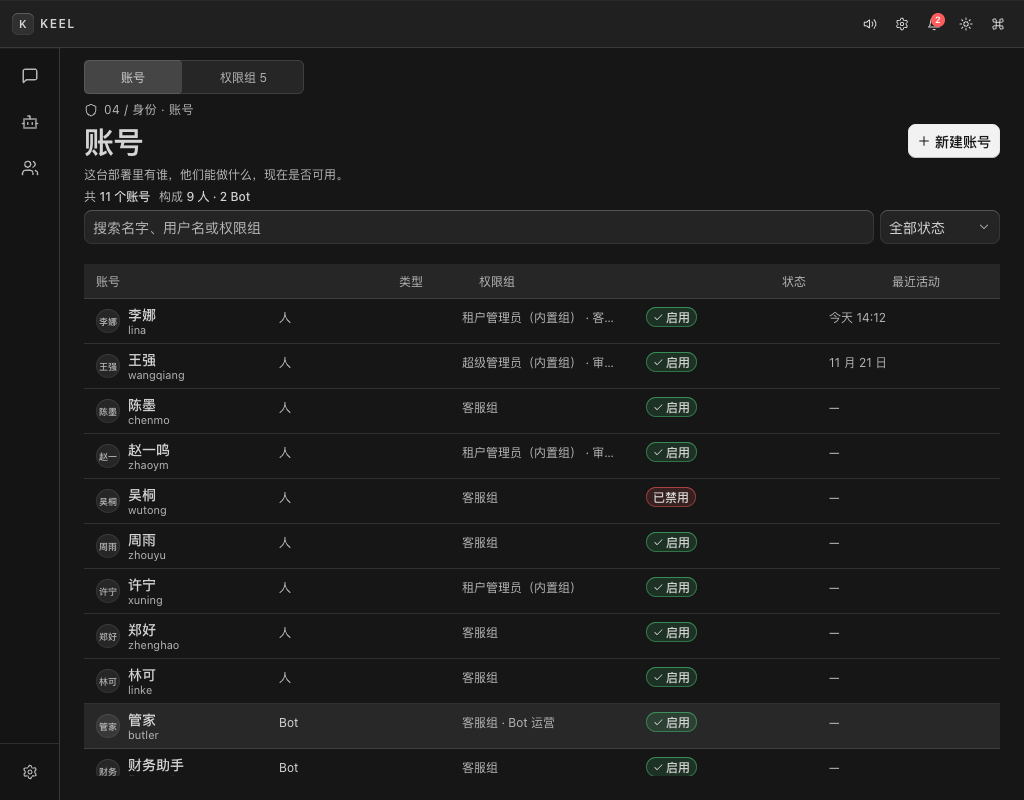 K KEEL
2
账号 权限组 5
04 / 身份 · 账号
账号
+ 新建账号
这台部署里有谁，他们能做什么，现在是否可用。
共 11 个账号 构成 9 人 · 2 Bot
搜索名字、用户名或权限组 全部状态
账号 类型 权限组 状态 最近活动
李娜 李娜 人 租户管理员（内置组） · 客... 启用 今天 14:12
lina
王强 王强 人 超级管理员（内置组） · 审... 启用 11 月 21 日
wangqiang
陈墨 陈墨 人 客服组 启用 —
chenmo
赵一 赵一鸣 人 租户管理员（内置组） · 审... 启用 —
zhaoym
吴桐 吴桐 人 客服组 已禁用 —
wutong
周雨 周雨 人 客服组 启用 —
zhouyu
许宁 许宁 人 租户管理员（内置组） 启用 —
xuning
郑好 郑好 人 客服组 启用 —
zhenghao
林可 林可 人 客服组 启用 —
linke
管家 管家 Bot 客服组 · Bot 运营 启用 —
butler
财务 财务助手 Bot 客服组 启用 —